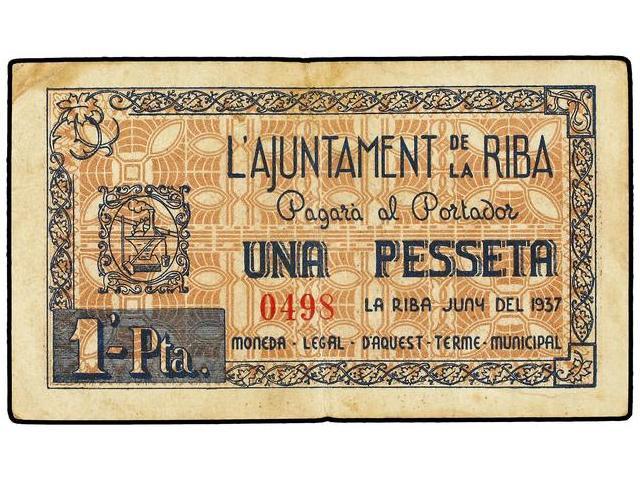 L'AJUNTAMENT DE LA RIBA
Pagarà al Portador
UNA PESSETA
0498 LA RIBA JUNY DEL 1937
1'- Pta.
MONEDA - LEGAL - D'AQUEST - TERME - MUNICIPAL